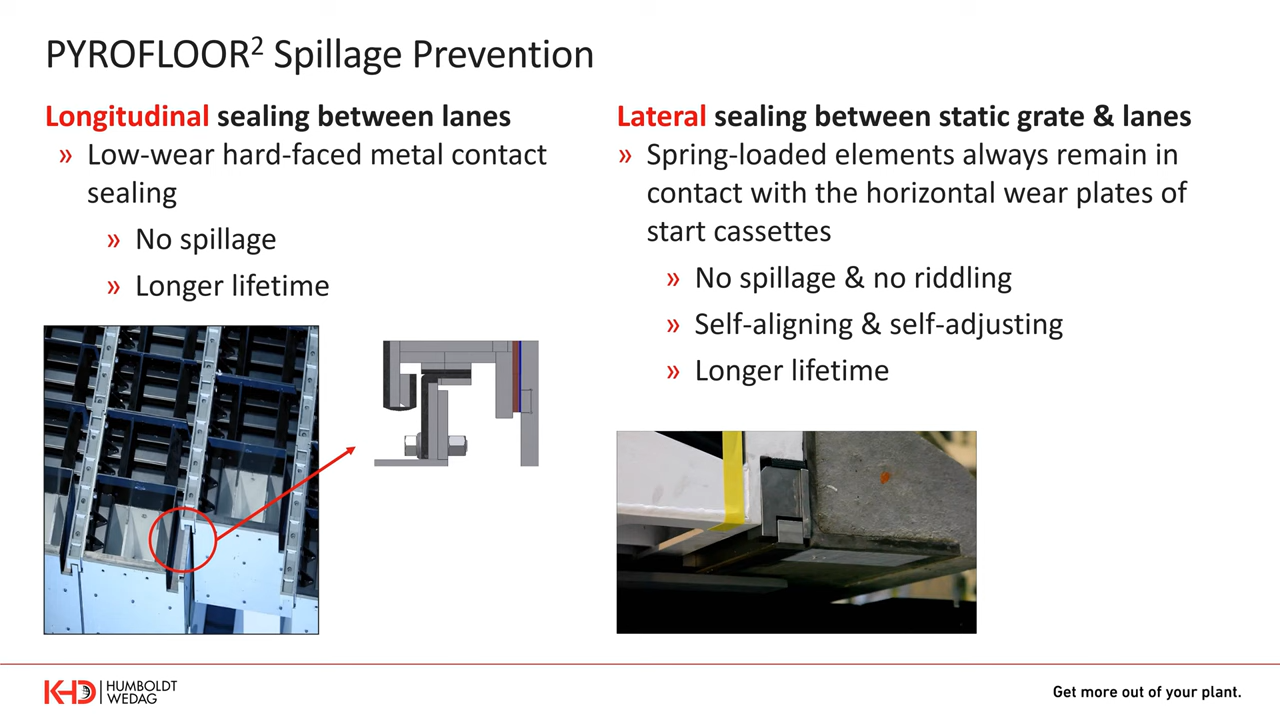 PYROFLOOR² Spillage Prevention
Longitudinal sealing between lanes
» Low-wear hard-faced metal contact
sealing
» No spillage
» Longer lifetime
Lateral sealing between static grate & lanes
» Spring-loaded elements always remain in
contact with the horizontal wear plates of
start cassettes
» No spillage & no riddling
» Self-aligning & self-adjusting
» Longer lifetime
KHD HUMBOLDT
WEDAG
Get more out of your plant.